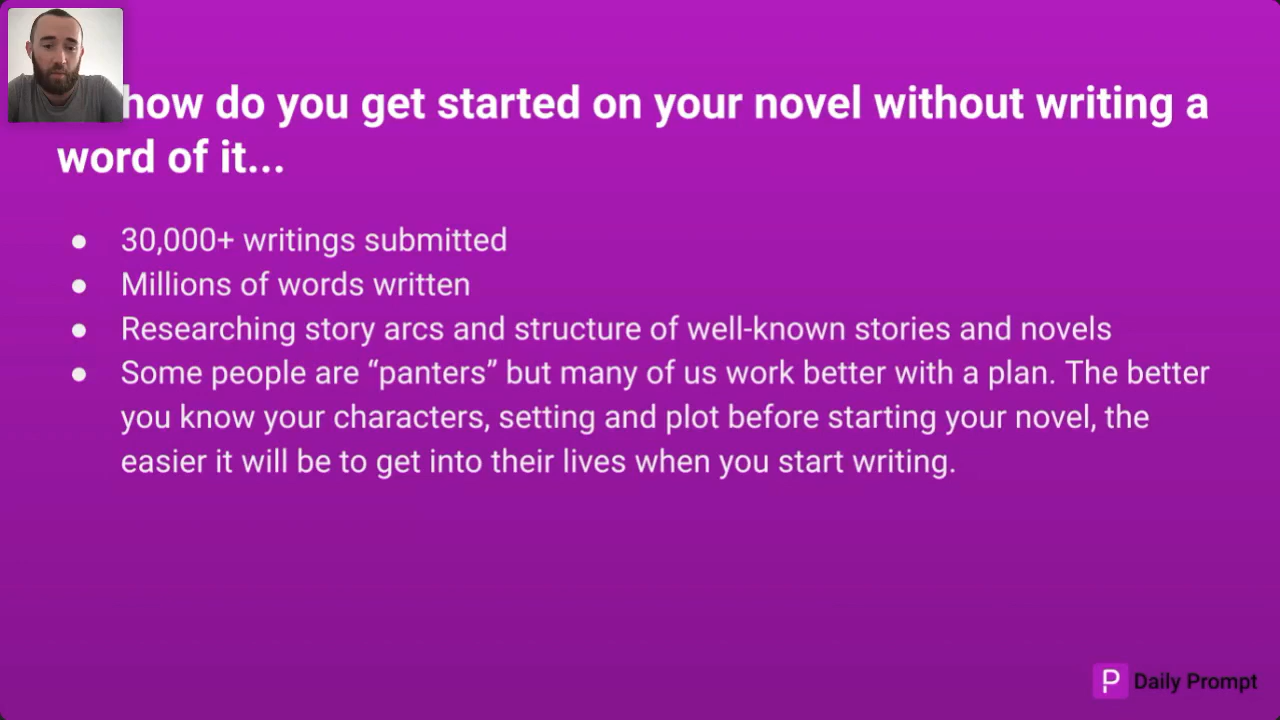 how do you get started on your novel without writing a
word of it...
● 30,000+ writings submitted
● Millions of words written
● Researching story arcs and structure of well-known stories and novels
● Some people are “panters” but many of us work better with a plan. The better
you know your characters, setting and plot before starting your novel, the
easier it will be to get into their lives when you start writing.
Daily Prompt